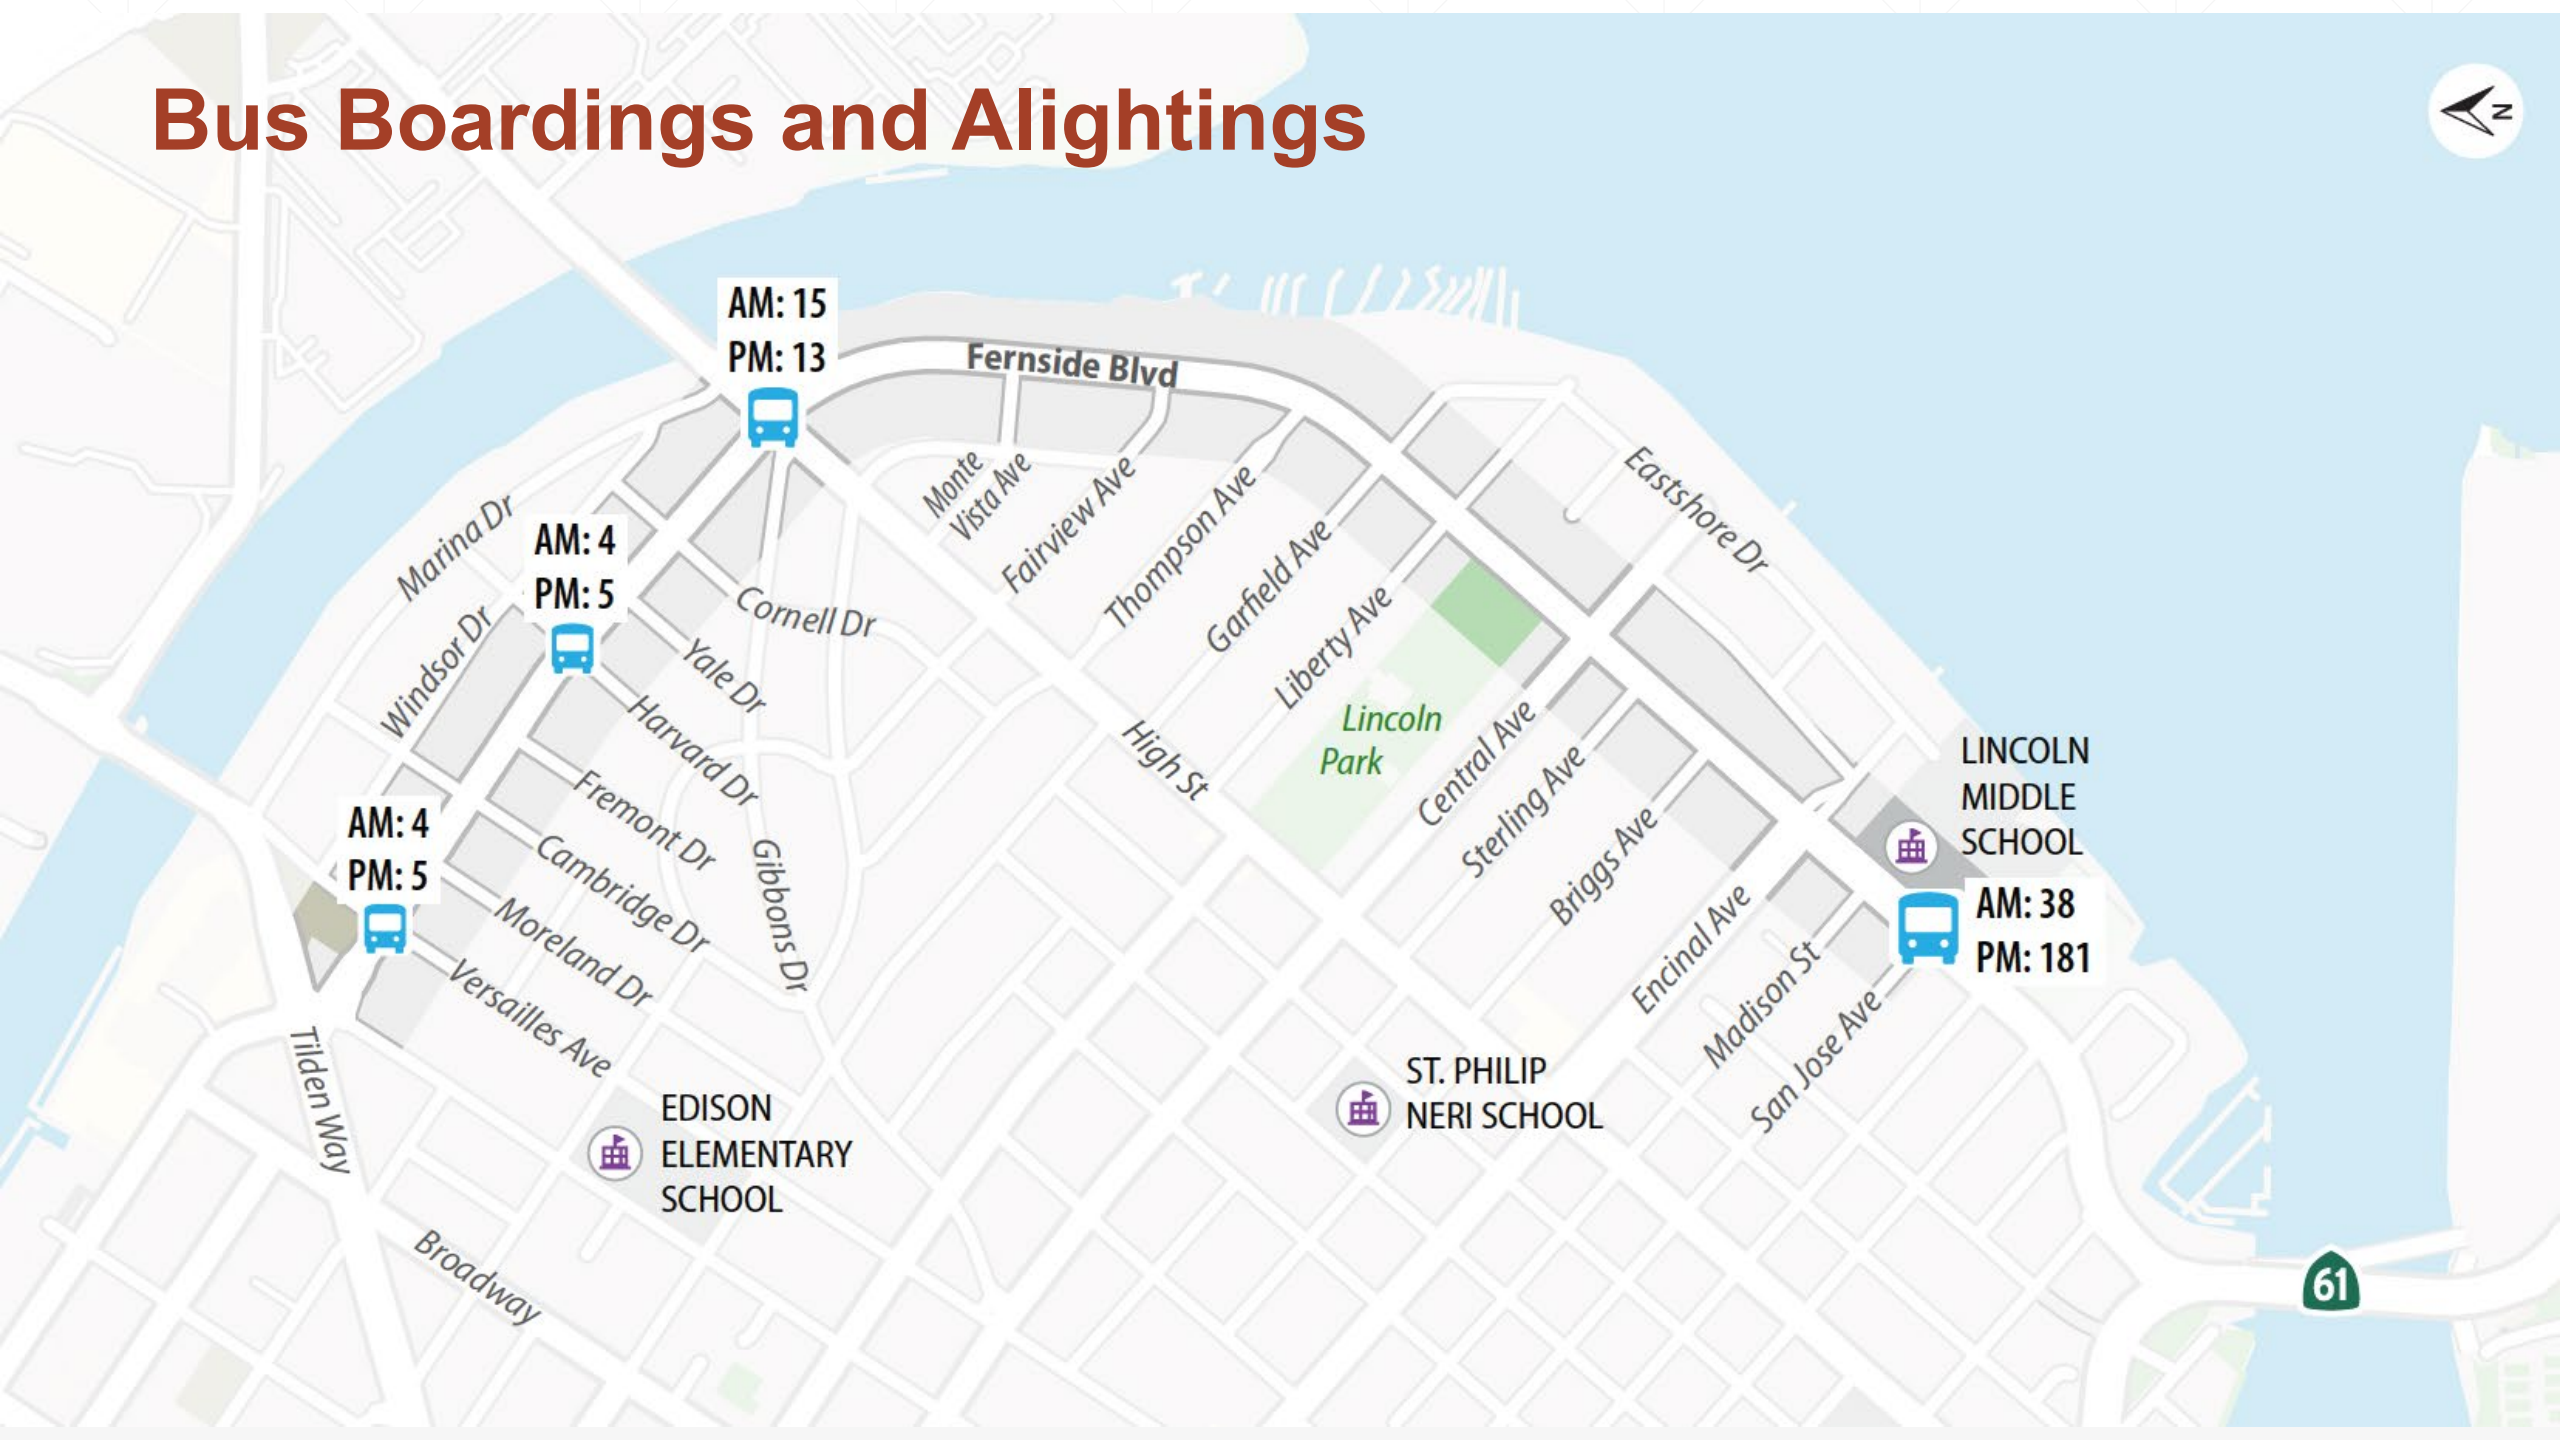 Bus Boardings and Alightings
N
AM: 15
PM: 13
Fernside Blvd
Monte
Vista Ave
Fairview Ave
Thompson Ave
Garfield Ave
Liberty Ave
Eastshore Dr
Marina Dr
AM: 4
PM: 5
Windsor Dr
Cornell Dr
Yale Dr
Harvard Dr
Fremont Dr
Gibbons Dr
High St
Lincoln
Park
Central Ave
Sterling Ave
Briggs Ave
Encinal Ave
Madison St
San Jose Ave
LINCOLN
MIDDLE
SCHOOL
AM: 38
PM: 181
AM: 4
PM: 5
Cambridge Dr
Moreland Dr
Versailles Ave
Tilden Way
EDISON
ELEMENTARY
SCHOOL
ST. PHILIP
NERI SCHOOL
Broadway
61